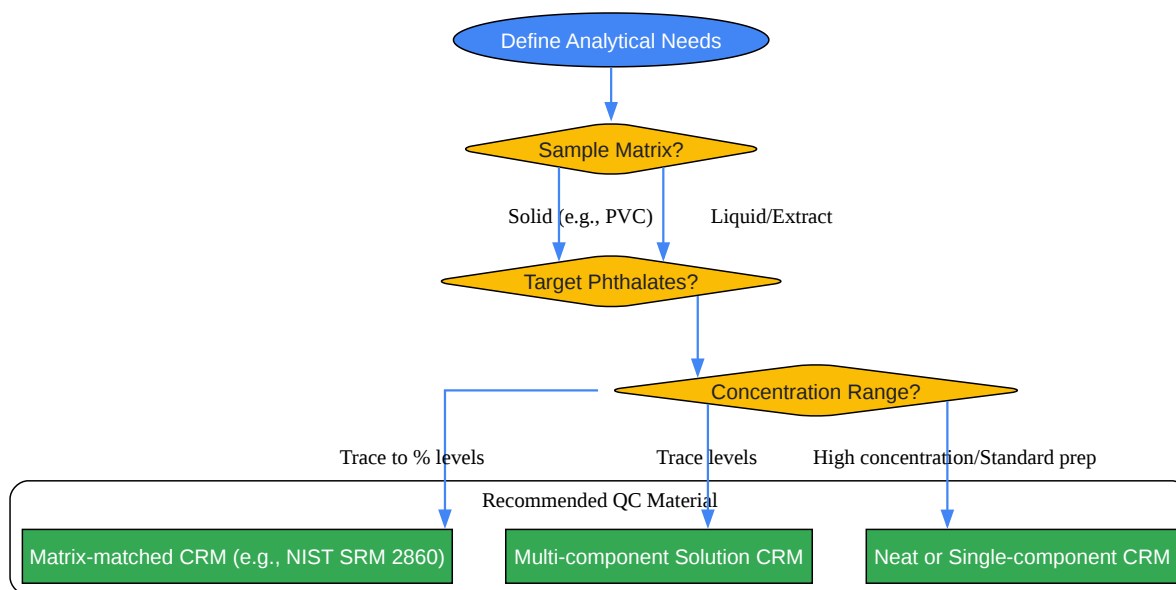 Define Analytical Needs
Sample Matrix?
Solid (e.g., PVC)
Liquid/Extract
Target Phthalates?
Concentration Range?
Trace to % levels
Trace levels
High concentration/Standard prep
Recommended QC Material
Matrix-matched CRM (e.g., NIST SRM 2860)
Multi-component Solution CRM
Neat or Single-component CRM